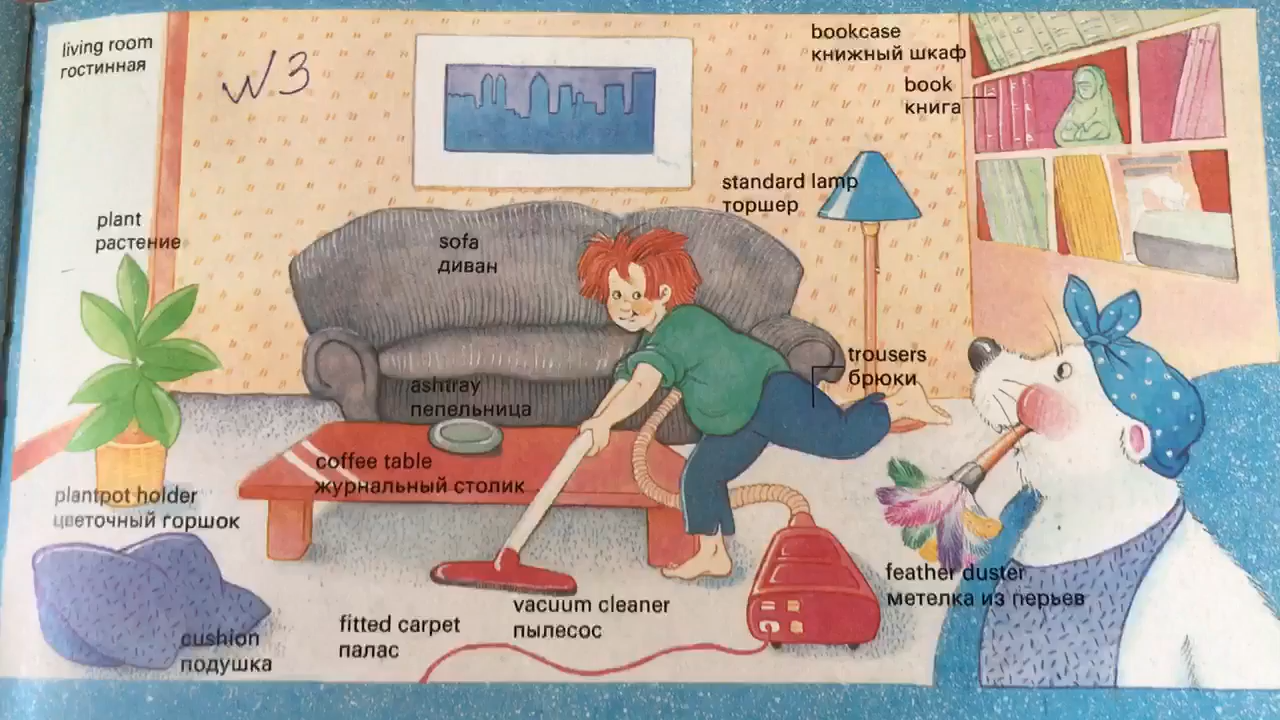 living room
гостинная
N3
bookcase
книжный шкаф
book
книга
standard lamp
торшер
plant
растение
sofa
диван
trousers
брюки
ashtray
пепельница
coffee table
журнальный столик
plantpot holder
цветочный горшок
feather duster
метелка из перьев
vacuum cleaner
пылесос
fitted carpet
палас
cushion
подушка